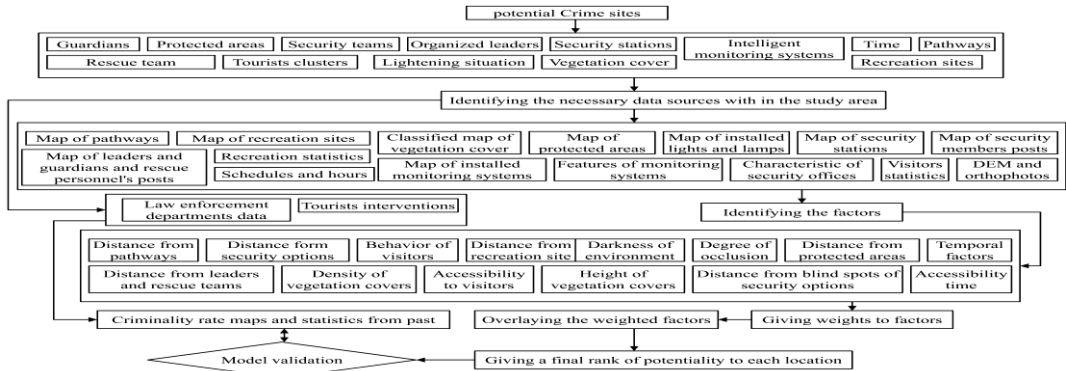 potential Crime sites
Guardians
Protected areas
Security teams
Organized leaders
Security stations
Intelligent
monitoring systems
Time
Pathways
Rescue team
Tourists clusters
Lightening situation
Vegetation cover
Recreation sites
Identifying the necessary data sources with in the study area
Map of pathways
Map of recreation sites
Classified map of
vegetation cover
Map of
protected areas
Map of installed
lights and lamps
Map of security
stations
Map of security
members posts
Map of leaders and
guardians and rescue
personnel's posts
Recreation statistics
Schedules and hours
Map of installed
monitoring systems
Features of monitoring
systems
Characteristic of
security offices
Visitors
statistics
DEM and
orthophotos
Law enforcement
departments data
Tourists interventions
Identifying the factors
Distance from
pathways
Distance form
security options
Behavior of
visitors
Distance from
recreation site
Darkness of
environment
Degree of
occlusion
Distance from
protected areas
Temporal
factors
Distance from leaders
and rescue teams
Density of
vegetation covers
Accessibility
to visitors
Height of
vegetation covers
Distance from blind spots of
security options
Accessibility
time
Criminality rate maps and statistics from past
Overlaying the weighted factors
Giving weights to factors
Model validation
Giving a final rank of potentiality to each location